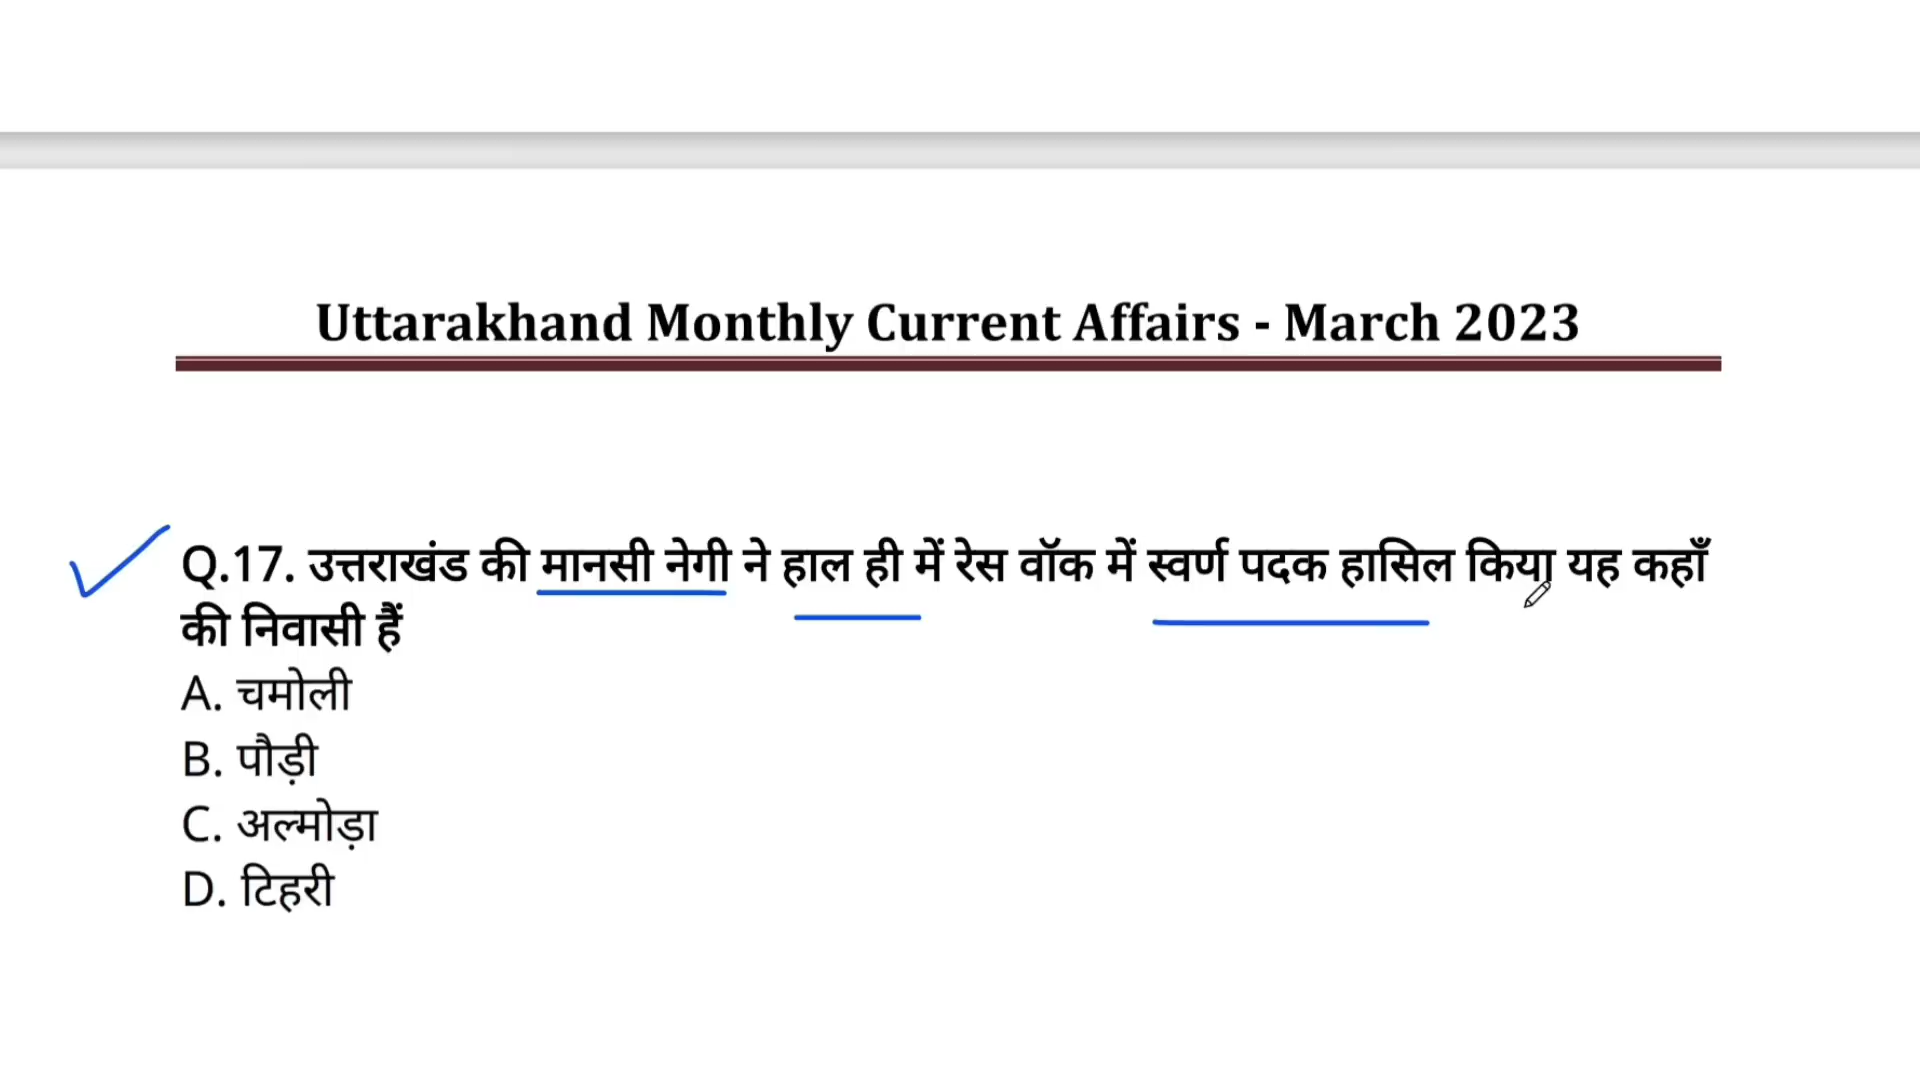 Uttarakhand Monthly Current Affairs - March 2023
Q.17. उत्तराखंड की मानसी नेगी ने हाल ही में रेस वॉक में स्वर्ण पदक हासिल किया यह कहाँ
की निवासी हैं
A. चमोली
B. पौड़ी
C. अल्मोड़ा
D. टिहरी